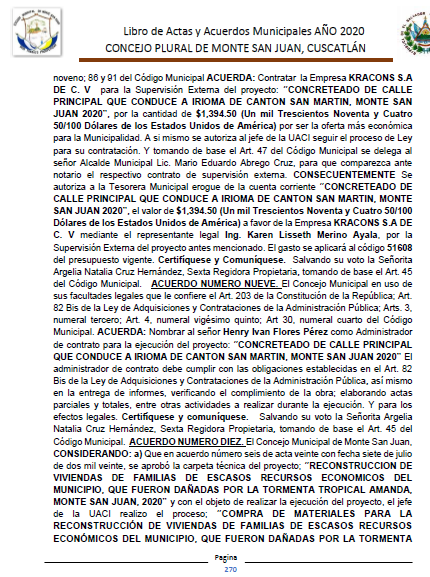 Libro de Actas y Acuerdos Municipales AÑO 2020
CONCEJO PLURAL DE MONTE SAN JUAN, CUSCATLÁN
noveno; 86 y 91 del Código Municipal ACUERDA: Contratar la Empresa KRACONS S.A
DE C. V para la Supervisión Externa del proyecto: “CONCRETEADO DE CALLE
PRINCIPAL QUE CONDUCE A IRIOMA DE CANTON SAN MARTIN, MONTE SAN
JUAN 2020”, por la cantidad de $1,394.50 (Un mil Trescientos Noventa y Cuatro
50/100 Dólares de los Estados Unidos de América) por ser la oferta más económica
para la Municipalidad. A si mismo se autoriza al jefe de la UACI seguir el proceso de Ley
para su contratación. Y tomando de base el Art. 47 del Código Municipal se delega al
señor Alcalde Municipal Lic. Mario Eduardo Abrego Cruz, para que comparezca ante
notario el respectivo contrato de supervisión externa. CONSECUENTEMENTE Se
autoriza a la Tesorera Municipal erogue de la cuenta corriente “CONCRETEADO DE
CALLE PRINCIPAL QUE CONDUCE A IRIOMA DE CANTON SAN MARTIN, MONTE
SAN JUAN 2020”, el valor de $1,394.50 (Un mil Trescientos Noventa y Cuatro 50/100
Dólares de los Estados Unidos de América) a favor de la Empresa KRACONS S.A DE
C. V mediante el representante legal Ing. Karen Lisseth Merino Ayala, por la
Supervisión Externa del proyecto antes mencionado. El gasto se aplicará al código 51608
del presupuesto vigente. Certifíquese y Comuníquese. Salvando su voto la Señorita
Argelia Natalia Cruz Hernández, Sexta Regidora Propietaria, tomando de base el Art. 45
del Código Municipal. ACUERDO NUMERO NUEVE. El Concejo Municipal en uso de
sus facultades legales que le confiere el Art. 203 de la Constitución de la República; Art.
82 Bis de la Ley de Adquisiciones y Contrataciones de la Administración Pública; Arts. 3,
numeral tercero; Art. 4, numeral vigésimo quinto; Art 30, numeral cuarto del Código
Municipal. ACUERDA: Nombrar al señor Henry Ivan Flores Pérez como Administrador
de contrato para la ejecución del proyecto: “CONCRETEADO DE CALLE PRINCIPAL
QUE CONDUCE A IRIOMA DE CANTON SAN MARTIN, MONTE SAN JUAN 2020” El
administrador de contrato debe cumplir con las obligaciones establecidas en el Art. 82
Bis de la Ley de Adquisiciones y Contrataciones de la Administración Pública, así mismo
en la entrega de informes, verificando el complimiento de la obra; elaborando actas
parciales y totales, entre otras actividades a realizar durante la ejecución. Y para los
efectos legales. Certifíquese y comuníquese. Salvando su voto la Señorita Argelia
Natalia Cruz Hernández, Sexta Regidora Propietaria, tomando de base el Art. 45 del
Código Municipal. ACUERDO NUMERO DIEZ. El Concejo Municipal de Monte San Juan,
CONSIDERANDO: a) Que en acuerdo número seis de acta veinte con fecha siete de julio
de dos mil veinte, se aprobó la carpeta técnica del proyecto; “RECONSTRUCCION DE
VIVIENDAS DE FAMILIAS DE ESCASOS RECURSOS ECONOMICOS DEL
MUNICIPIO, QUE FUERON DAÑADAS POR LA TORMENTA TROPICAL AMANDA,
MONTE SAN JUAN, 2020” y con el objeto de realizar la ejecución del proyecto, el jefe
de la UACI realizo el proceso; “COMPRA DE MATERIALES PARA LA
RECONSTRUCCIÓN DE VIVIENDAS DE FAMILIAS DE ESCASOS RECURSOS
ECONÓMICOS DEL MUNICIPIO, QUE FUERON DAÑADAS POR LA TORMENTA
Pagina
270